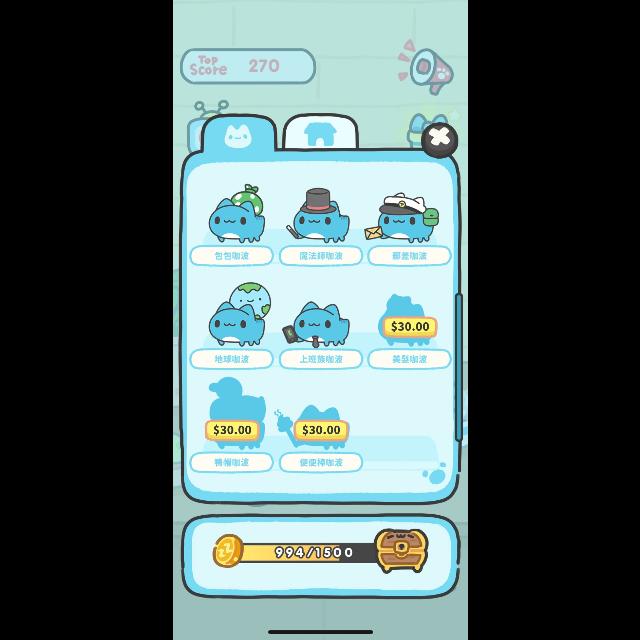 Top
Score 270
包包咖波
魔法師咖波
郵差咖波
地球咖波
上班族咖波
$30.00
美髮咖波
$30.00
$30.00
鴨帽咖波
便便棒咖波
994/1500